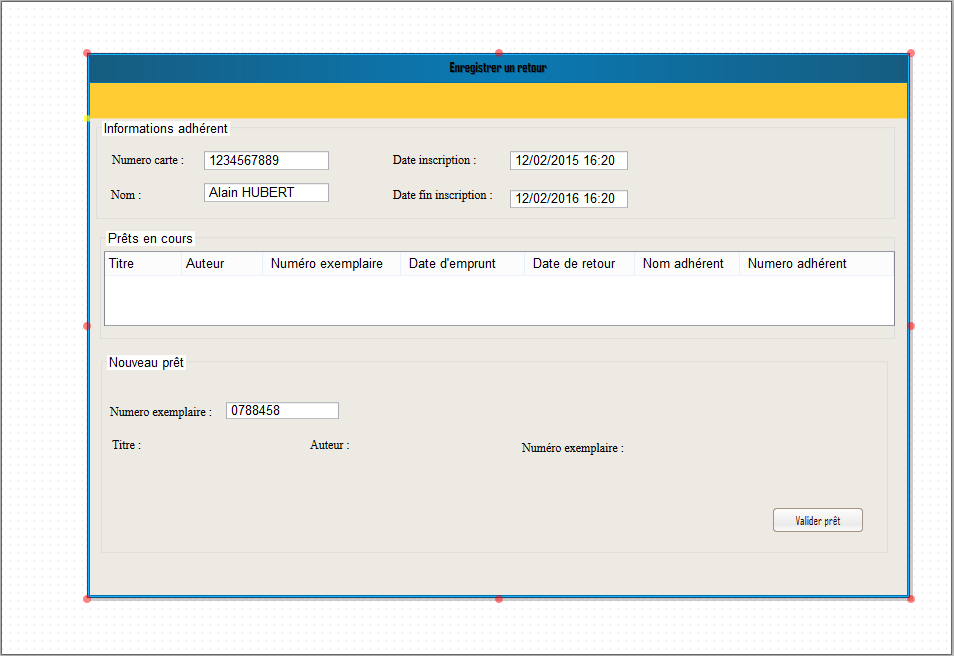 Enregistrer un retour
Informations adhérent
Numero carte : 1234567889 Date inscription : 12/02/2015 16:20
Nom : Alain HUBERT Date fin inscription : 12/02/2016 16:20
Prêts en cours
Titre Auteur Numéro exemplaire Date d'emprunt Date de retour Nom adhérent Numero adhérent
Nouveau prêt
Numero exemplaire : 0788458
Titre : Auteur : Numéro exemplaire :
Valider prêt